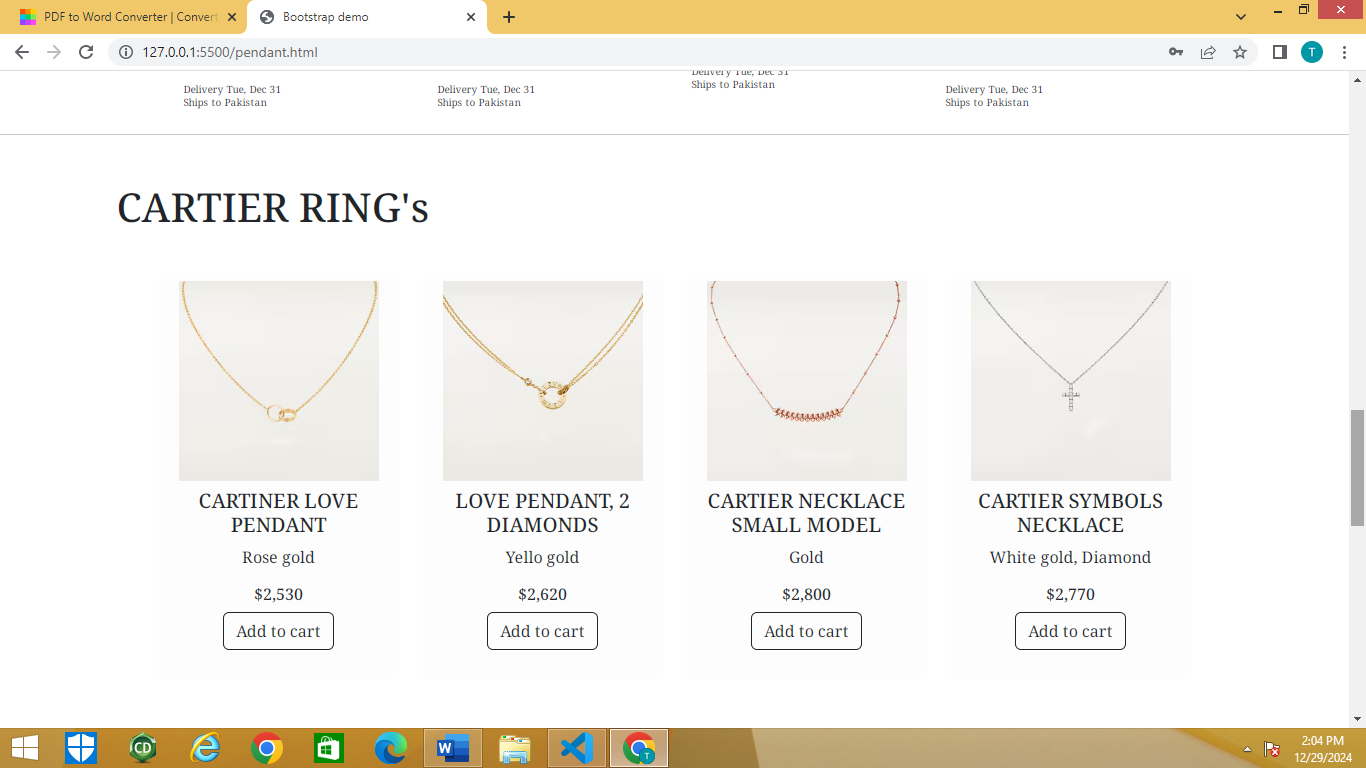 PDF to Word Converter | Convert
Bootstrap demo
127.0.0.1:5500/pendant.html
T
Delivery Tue, Dec 31
Ships to Pakistan
Delivery Tue, Dec 31
Ships to Pakistan
Delivery Tue, Dec 31
Ships to Pakistan
Delivery Tue, Dec 31
Ships to Pakistan
CARTIER RING's
CARTINER LOVE
PENDANT
Rose gold
$2,530
Add to cart
LOVE PENDANT, 2
DIAMONDS
Yello gold
$2,620
Add to cart
CARTIER NECKLACE
SMALL MODEL
Gold
$2,800
Add to cart
CARTIER SYMBOLS
NECKLACE
White gold, Diamond
$2,770
Add to cart
CD
W
T
2:04 PM
12/29/2024